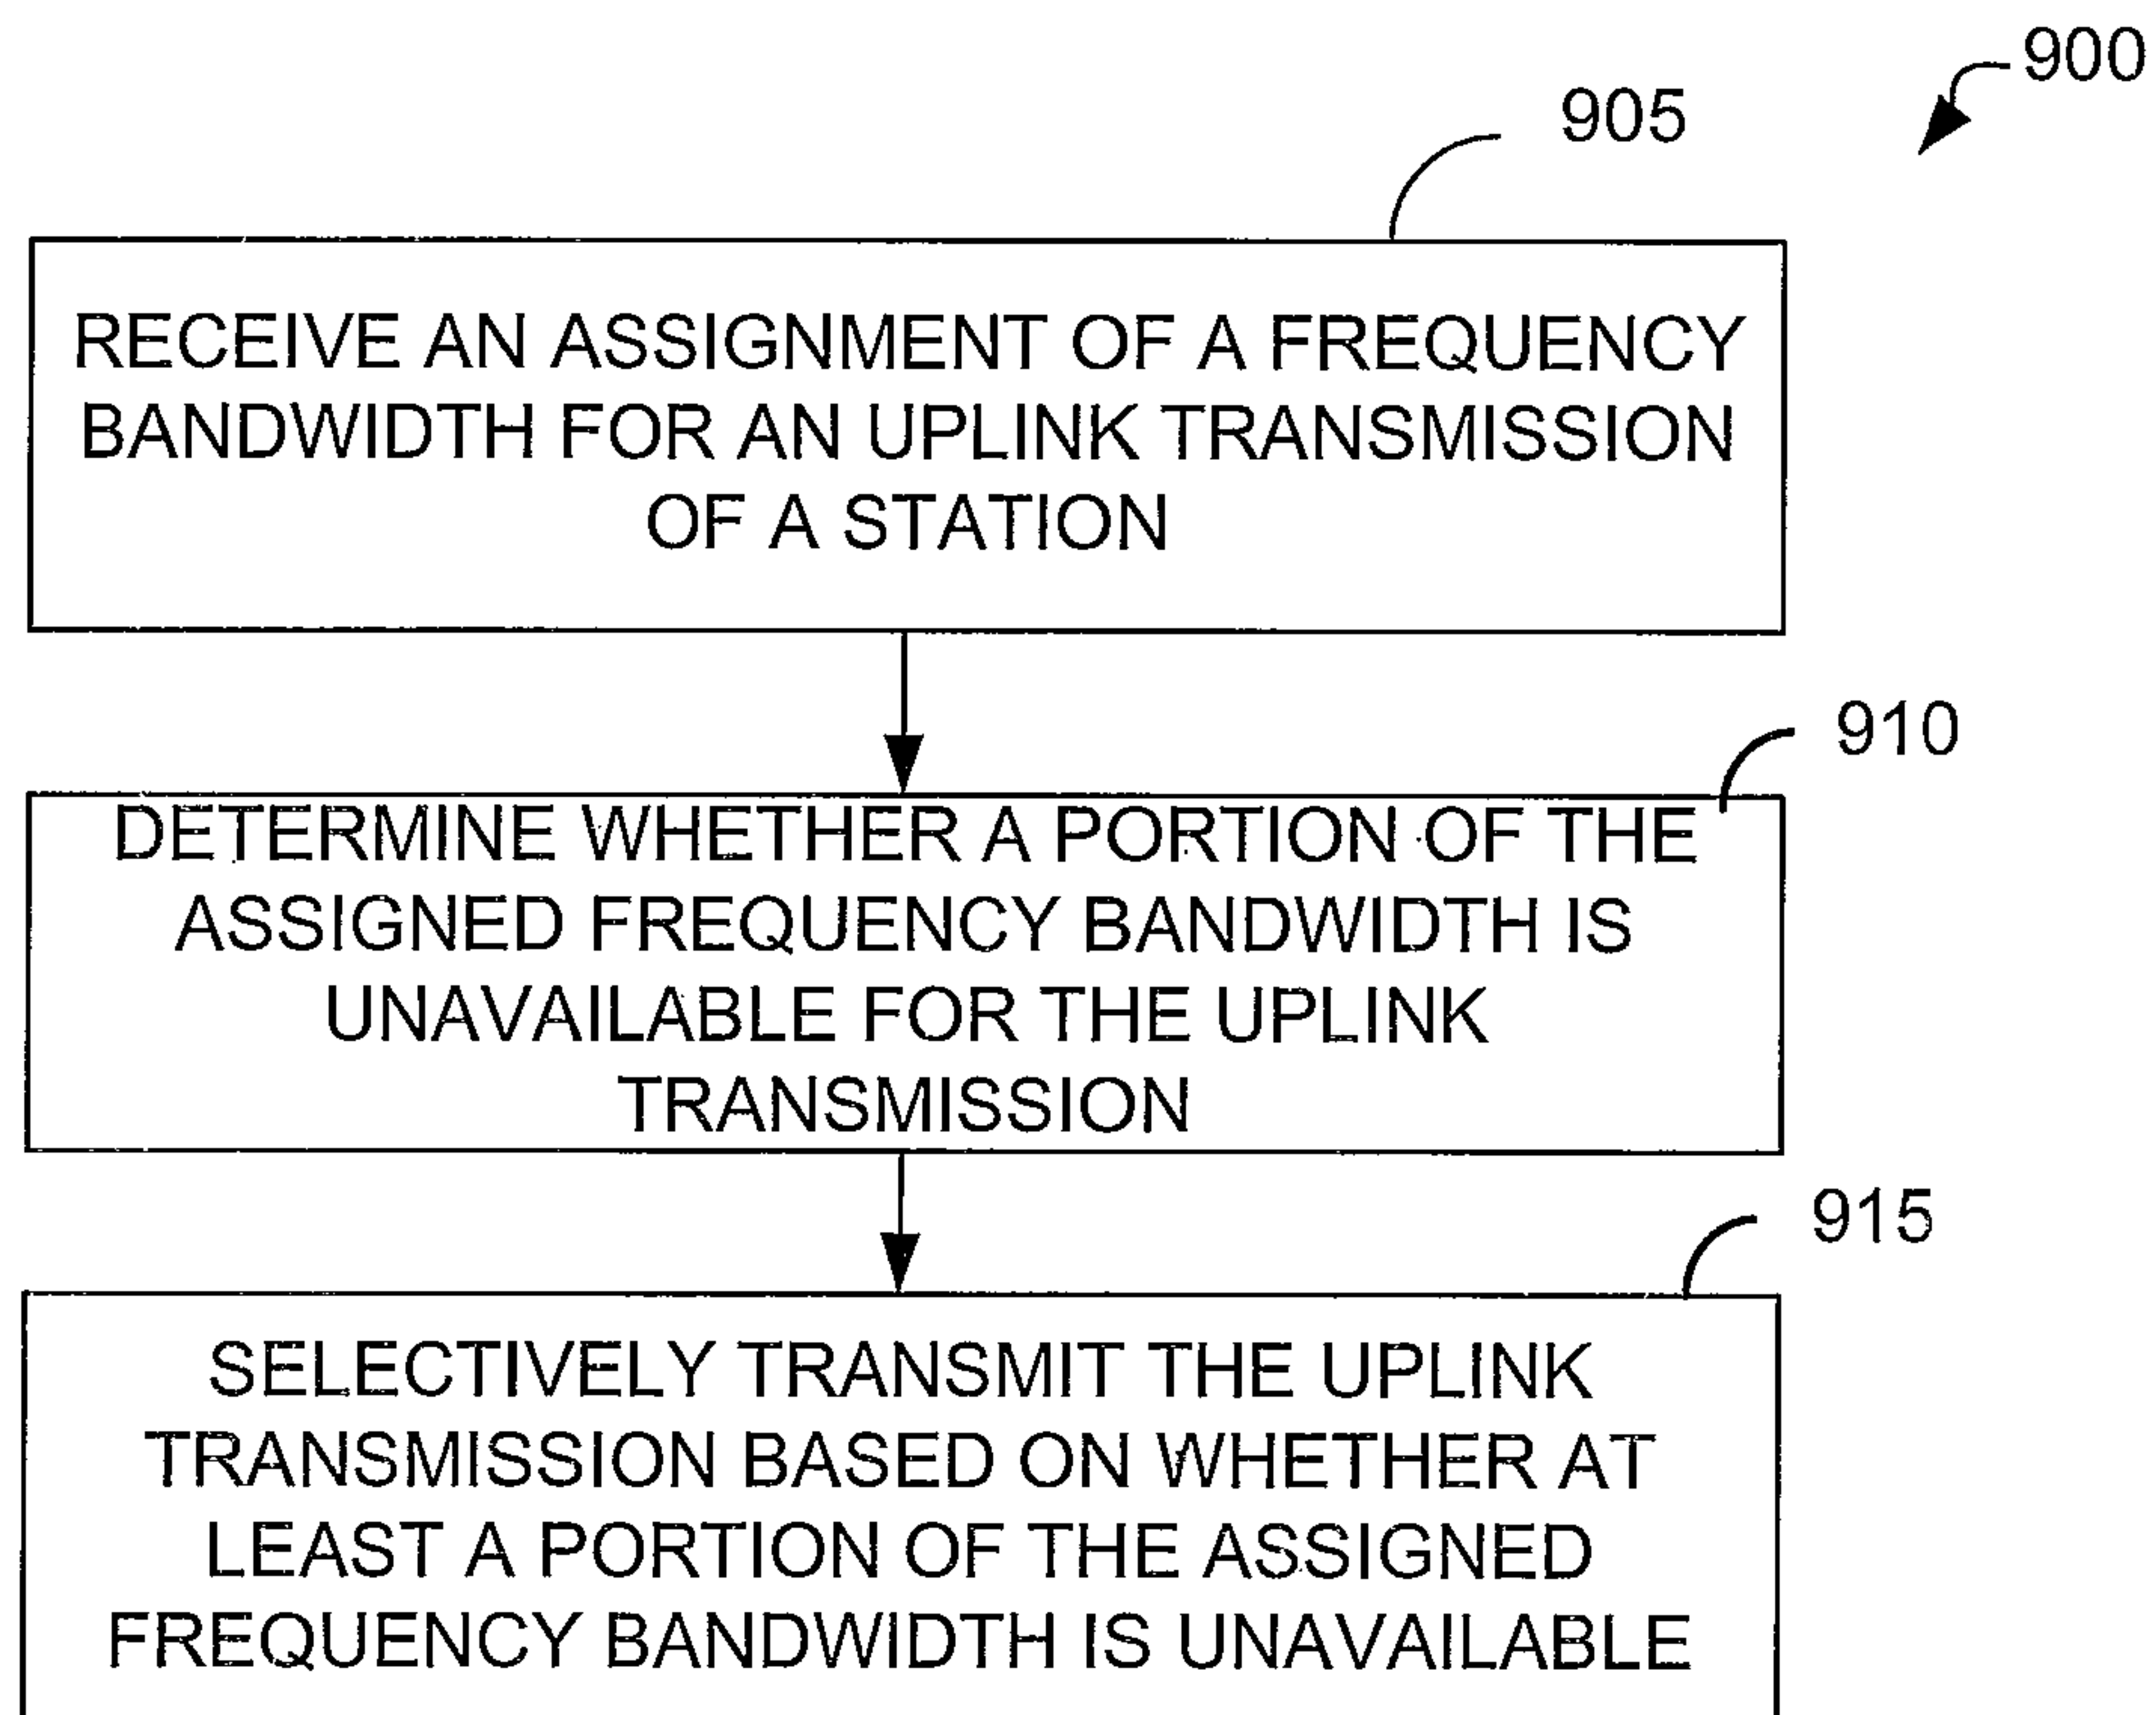 900
905
RECEIVE AN ASSIGNMENT OF A FREQUENCY
BANDWIDTH FOR AN UPLINK TRANSMISSION
OF A STATION
910
DETERMINE WHETHER A PORTION OF THE
ASSIGNED FREQUENCY BANDWIDTH IS
UNAVAILABLE FOR THE UPLINK
TRANSMISSION
915
SELECTIVELY TRANSMIT THE UPLINK
TRANSMISSION BASED ON WHETHER AT
LEAST A PORTION OF THE ASSIGNED
FREQUENCY BANDWIDTH IS UNAVAILABLE